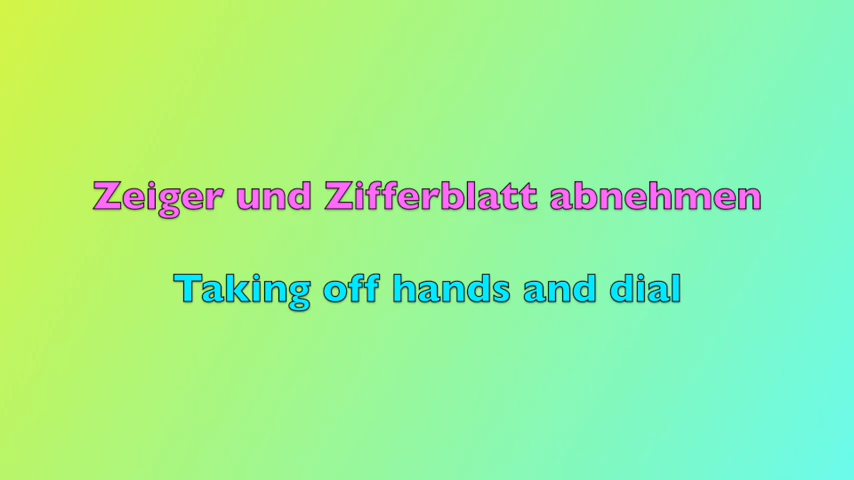 Zeiger und Zifferblatt abnehmen
Taking off hands and dial